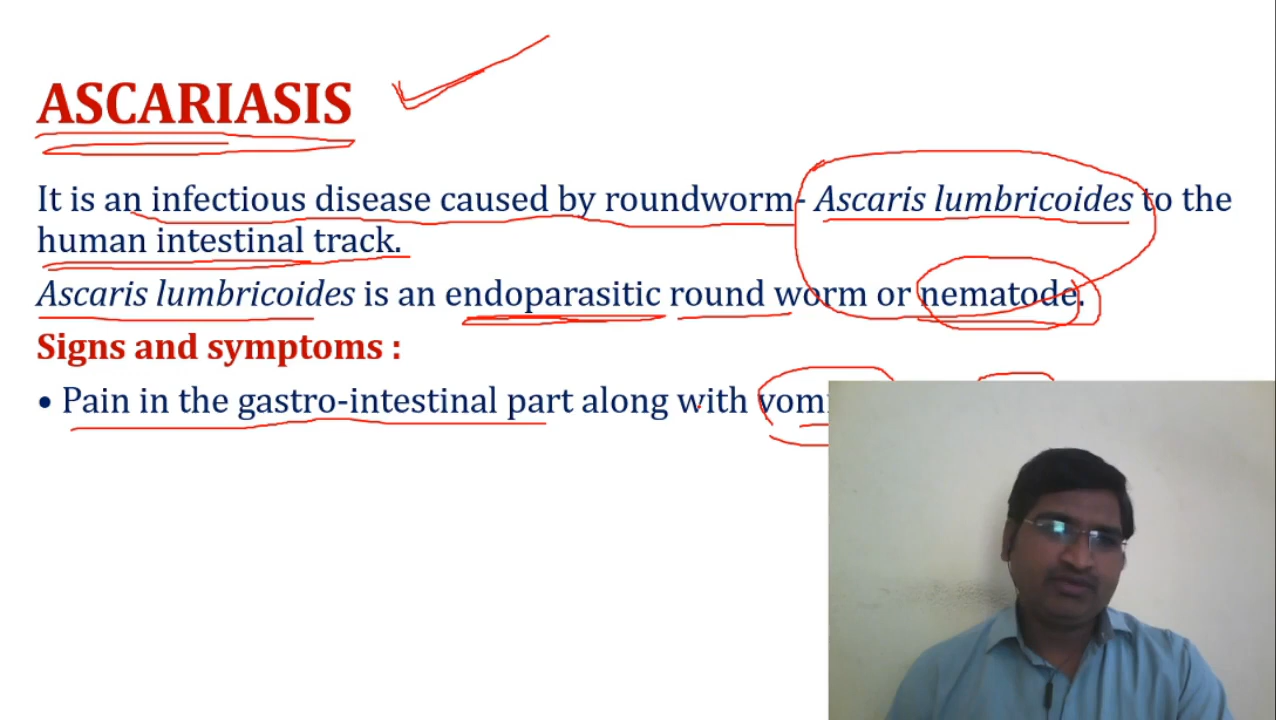 ASCARIASIS
It is an infectious disease caused by roundworm- Ascaris lumbricoides to the
human intestinal track.
Ascaris lumbricoides is an endoparasitic round worm or nematode.
Signs and symptoms :
• Pain in the gastro-intestinal part along with